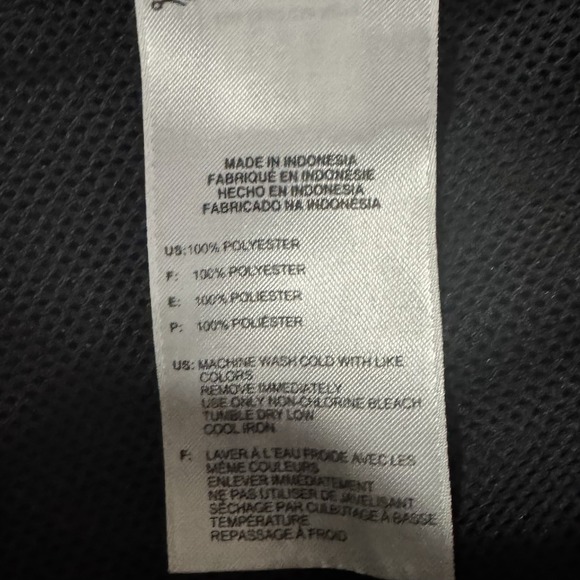 MADE IN INDONESIA
FABRIQUÉ EN INDONÉSIE
HECHO EN INDONESIA
FABRICADO NA INDONÉSIA
US: 100% POLYESTER
F: 100% POLYESTER
E: 100% POLIESTER
P: 100% POLIÉSTER
US: MACHINE WASH COLD WITH LIKE
COLORS
REMOVE IMMEDIATELY
USE ONLY NON-CHLORINE BLEACH
TUMBLE DRY LOW
COOL IRON
F: LAVER À L'EAU FROIDE AVEC LES
MÊME COULEURS
ENLEVER IMMÉDIATEMENT
NE PAS UTILISER DE JAVELISANT
SÉCHAGE PAR CULBUTAGE À BASSE
TEMPÉRATURE
REPASSAGE À FROID